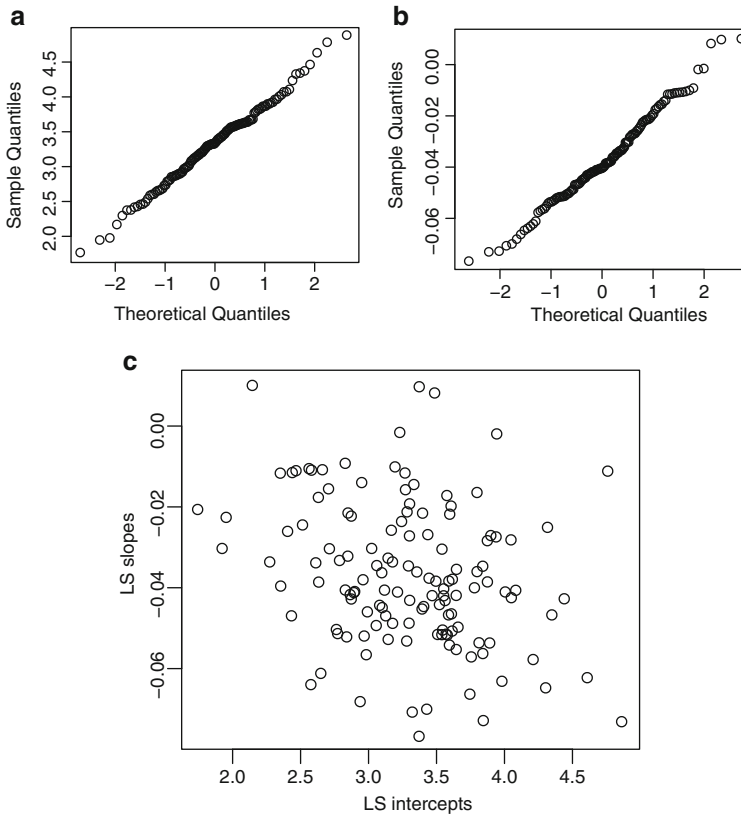 a
Sample Quantiles
2.0 2.5 3.0 3.5 4.0 4.5
−2 −1 0 1 2
Theoretical Quantiles
b
Sample Quantiles
−0.06 −0.04 −0.02 0.00
−2 −1 0 1 2
Theoretical Quantiles
c
LS slopes
−0.06 −0.04 −0.02 0.00
2.0 2.5 3.0 3.5 4.0 4.5
LS intercepts